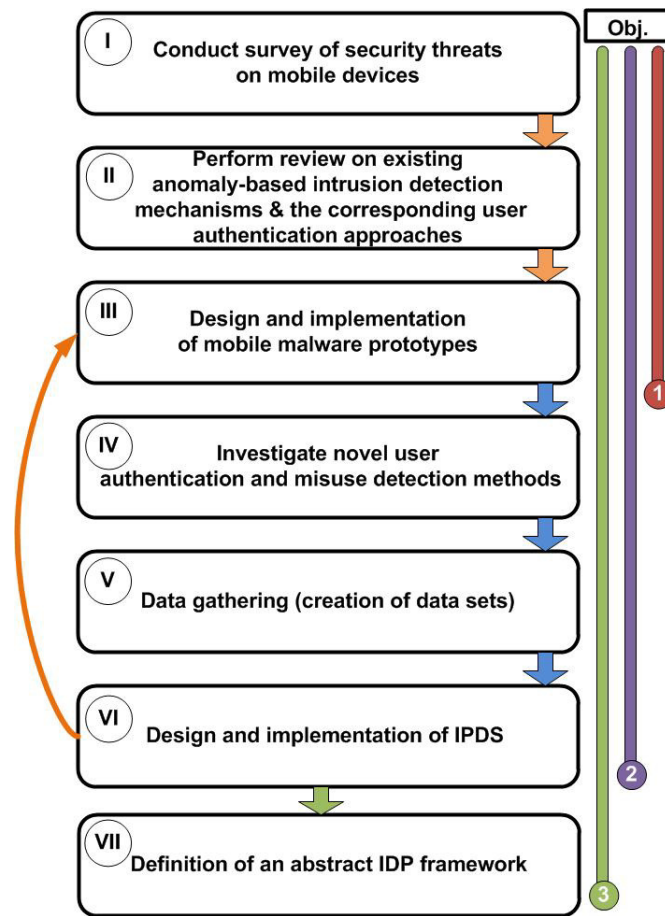 Obj.
I
Conduct survey of security threats
on mobile devices
II
Perform review on existing
anomaly-based intrusion detection
mechanisms & the corresponding user
authentication approaches
III
Design and implementation
of mobile malware prototypes
1
IV
Investigate novel user
authentication and misuse detection methods
V
Data gathering (creation of data sets)
VI
Design and implementation of IPDS
2
VII
Definition of an abstract IDP framework
3